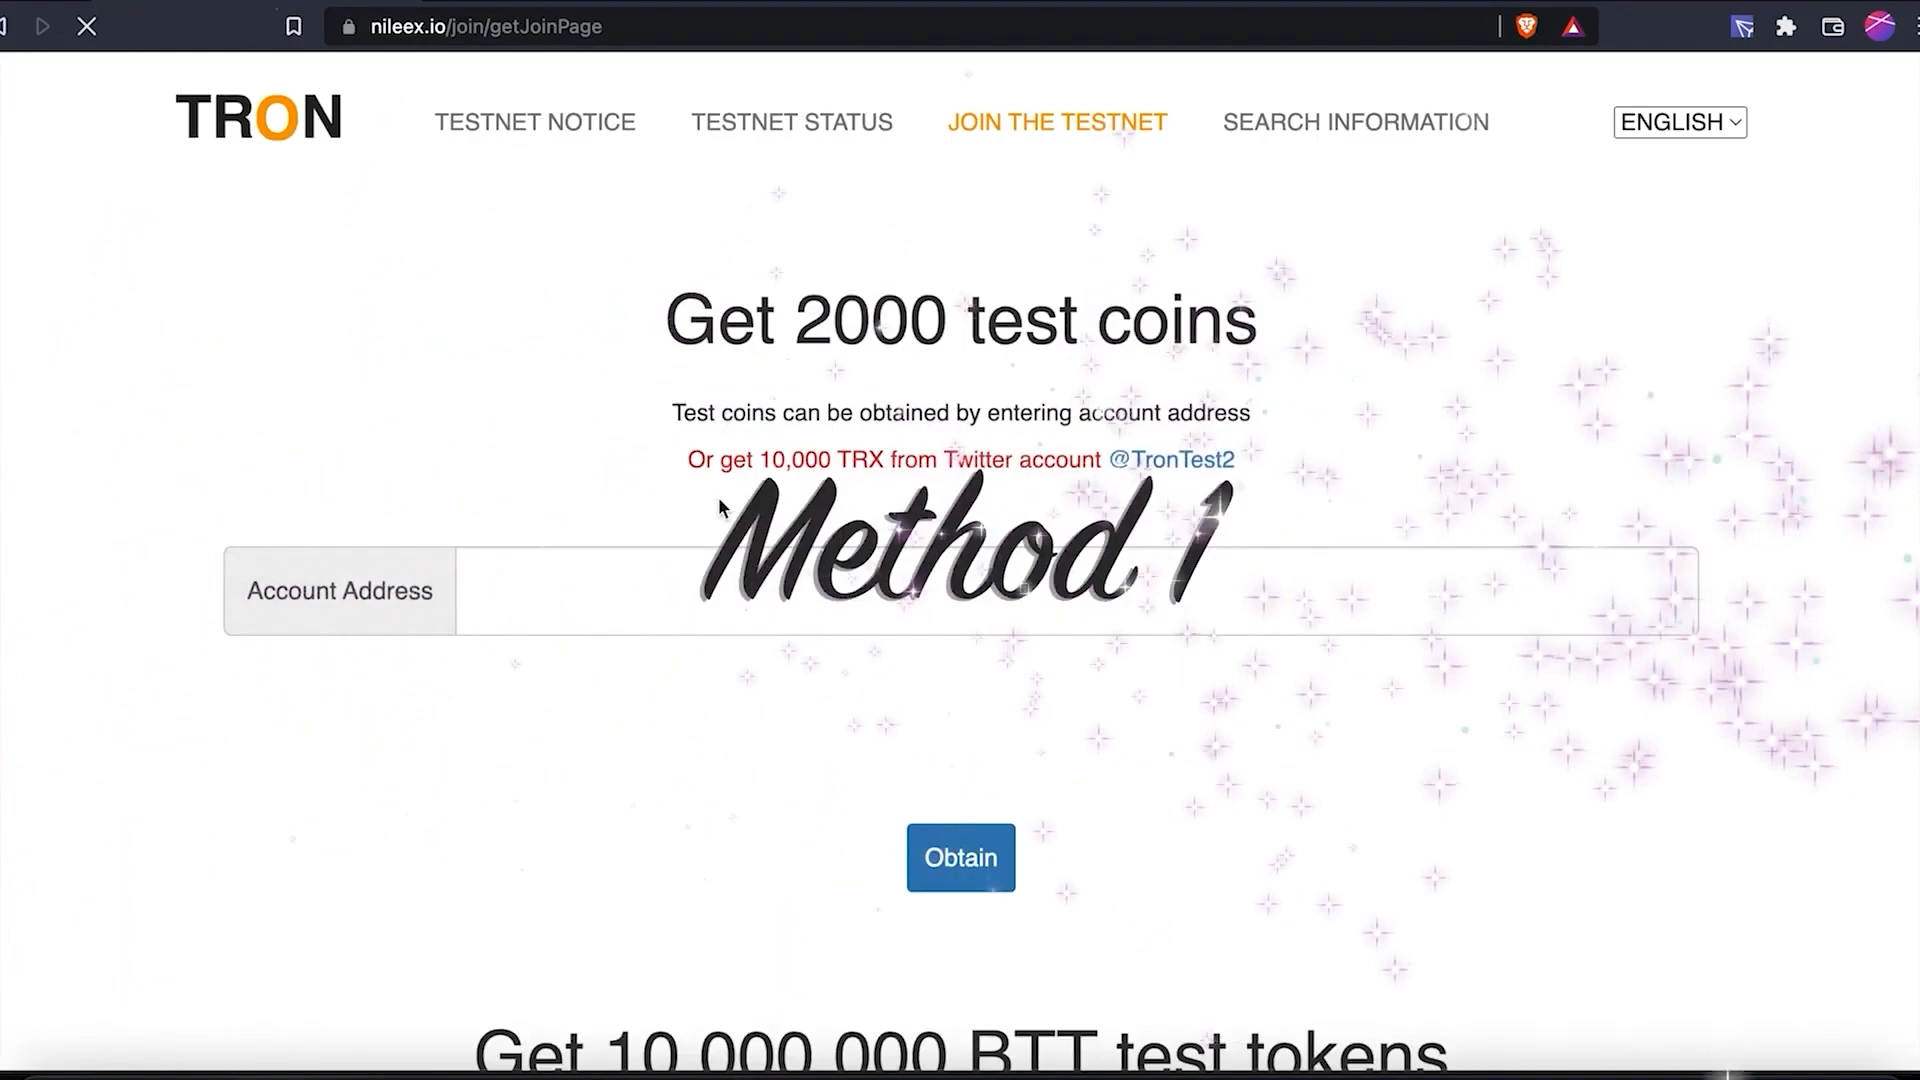 nileex.io/join/getJoinPage
TRON
TESTNET NOTICE
TESTNET STATUS
JOIN THE TESTNET
SEARCH INFORMATION
ENGLISH
Get 2000 test coins
Test coins can be obtained by entering account address
Or get 10,000 TRX from Twitter account @TronTest2
Method 1
Account Address
Obtain
Get 10 000 000 BTT test tokens